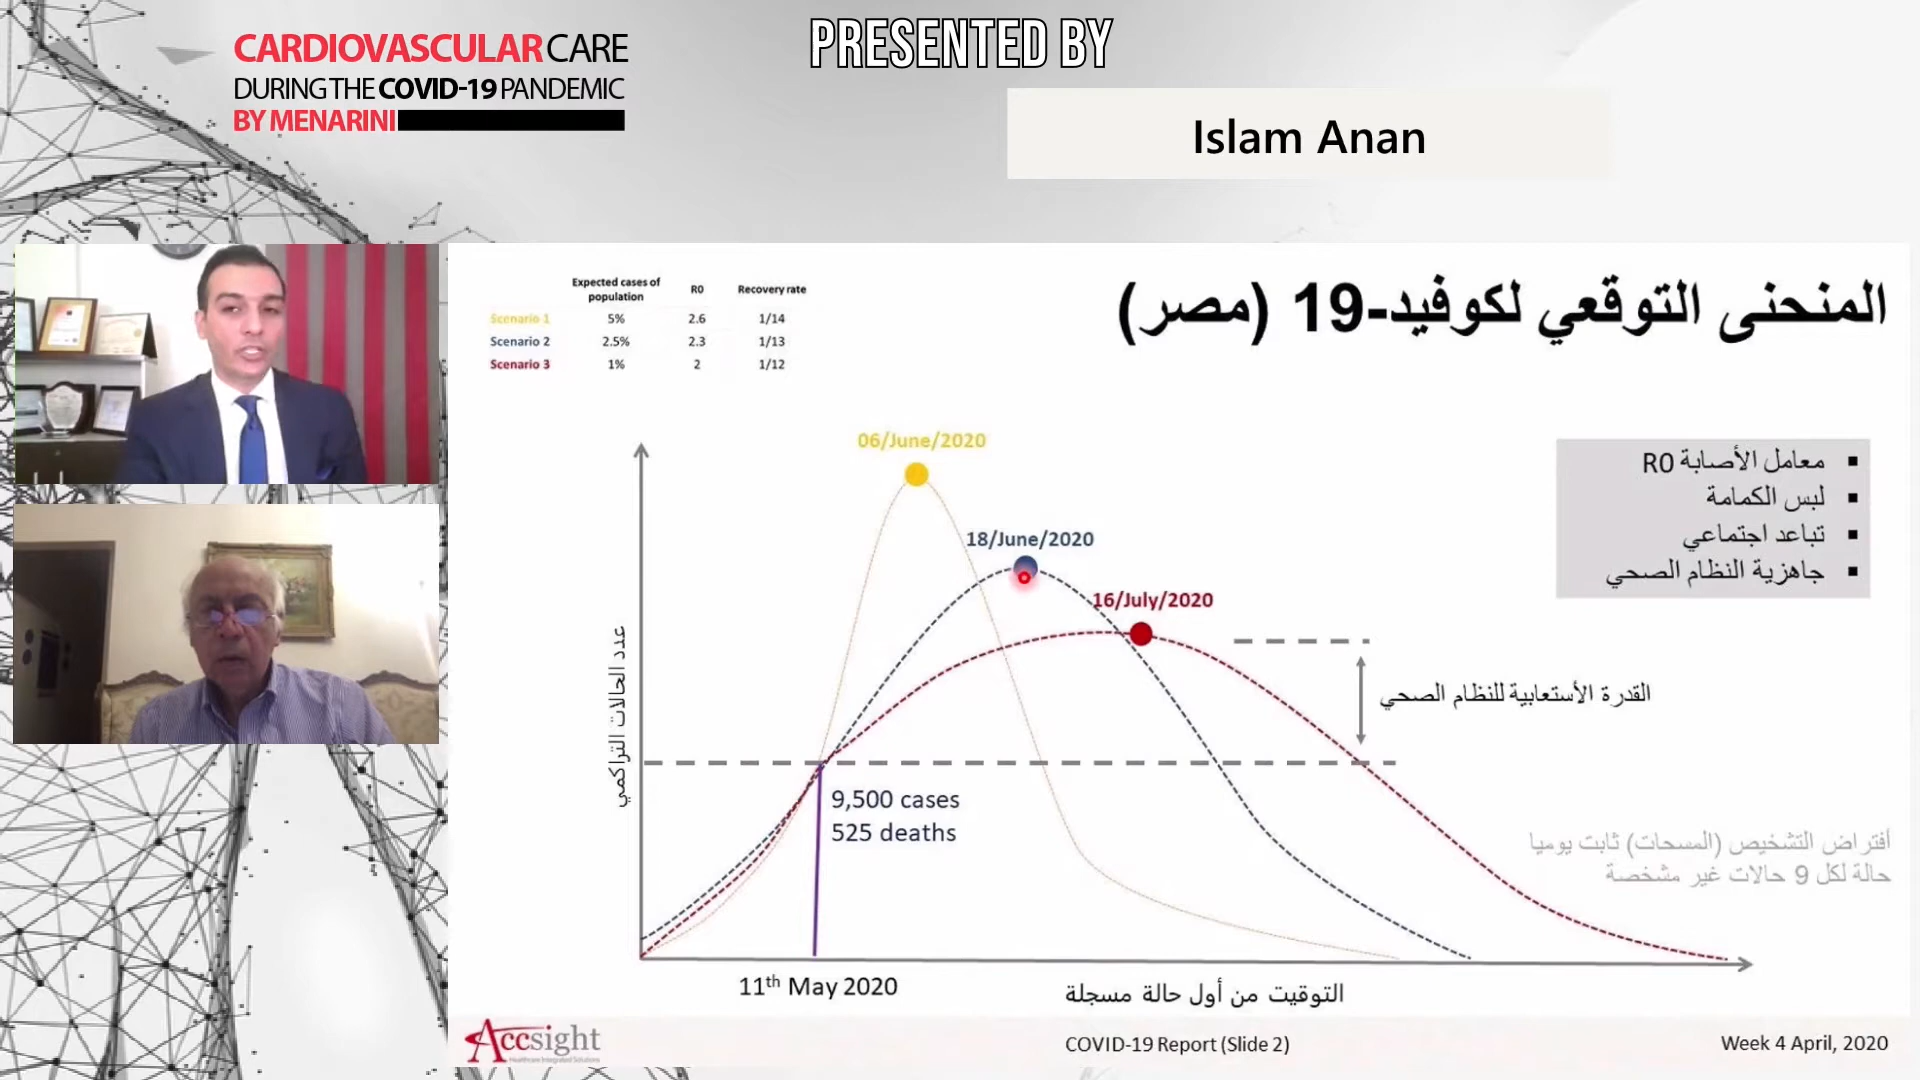 CARDIOVASCULAR CARE
DURING THE COVID-19 PANDEMIC
BY MENARINI
PRESENTED BY
Islam Anan
المنحنى التوقعي لكوفيد-19 (مصر)
Expected cases of population R0 Recovery rate
Scenario 1 5% 2.6 1/14
Scenario 2 2.5% 2.3 1/13
Scenario 3 1% 2 1/12
06/June/2020
18/June/2020
16/July/2020
معامل الأصابة R0
لبس الكمامة
تباعد اجتماعي
جاهزية النظام الصحي
القدرة الأستعابية للنظام الصحي
عدد الحالات التراكمي
9,500 cases
525 deaths
أفتراض التشخيص (المسحات) ثابت يوميا
حالة لكل 9 حالات غير مشخصة
11th May 2020
التوقيت من أول حالة مسجلة
Accsight
Healthcare Integrated Solutions
COVID-19 Report (Slide 2)
Week 4 April, 2020